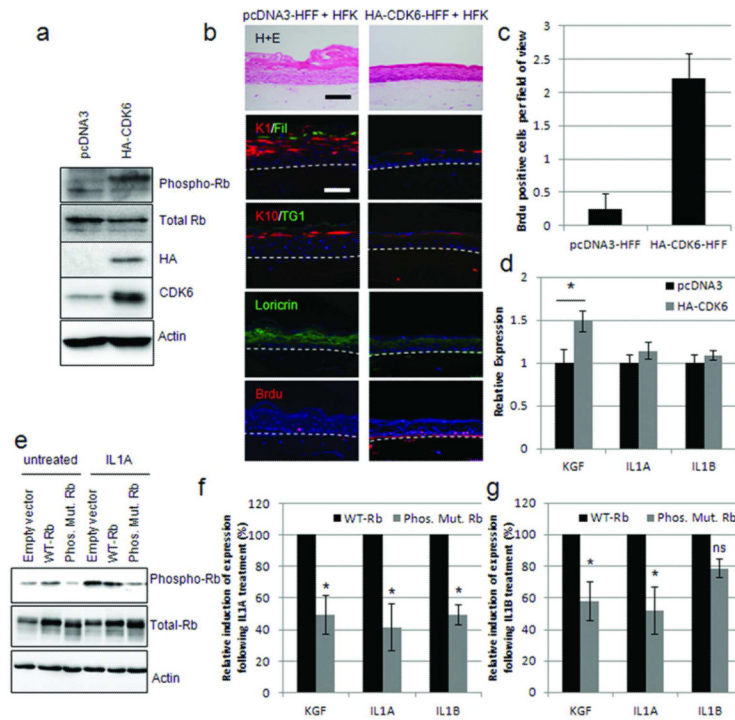 a
pcDNA3
HA-CDK6
Phospho-Rb
Total Rb
HA
CDK6
Actin
b
pcDNA3-HFF + HFK HA-CDK6-HFF + HFK
H+E
K1/Fil
K10/TG1
Loricrin
Brdu
c
Brdu positive cells per field of view
3
2.5
2
1.5
1
0.5
0
pcDNA3-HFF HA-CDK6-HFF
d
Relative Expression
2
1.5
1
0.5
0
*
pcDNA3
HA-CDK6
KGF IL1A IL1B
e
untreated IL1A
Empty vector
WT-Rb
Phos. Mut. Rb
Empty vector
WT-Rb
Phos. Mut. Rb
Phospho-Rb
Total-Rb
Actin
f
Relative induction of expression
following IL1A treatment (%)
120
100
80
60
40
20
0
WT-Rb Phos. Mut. Rb
* * *
KGF IL1A IL1B
g
Relative induction of expression
following IL1B treatment (%)
120
100
80
60
40
20
0
WT-Rb Phos. Mut. Rb
* * ns
KGF IL1A IL1B